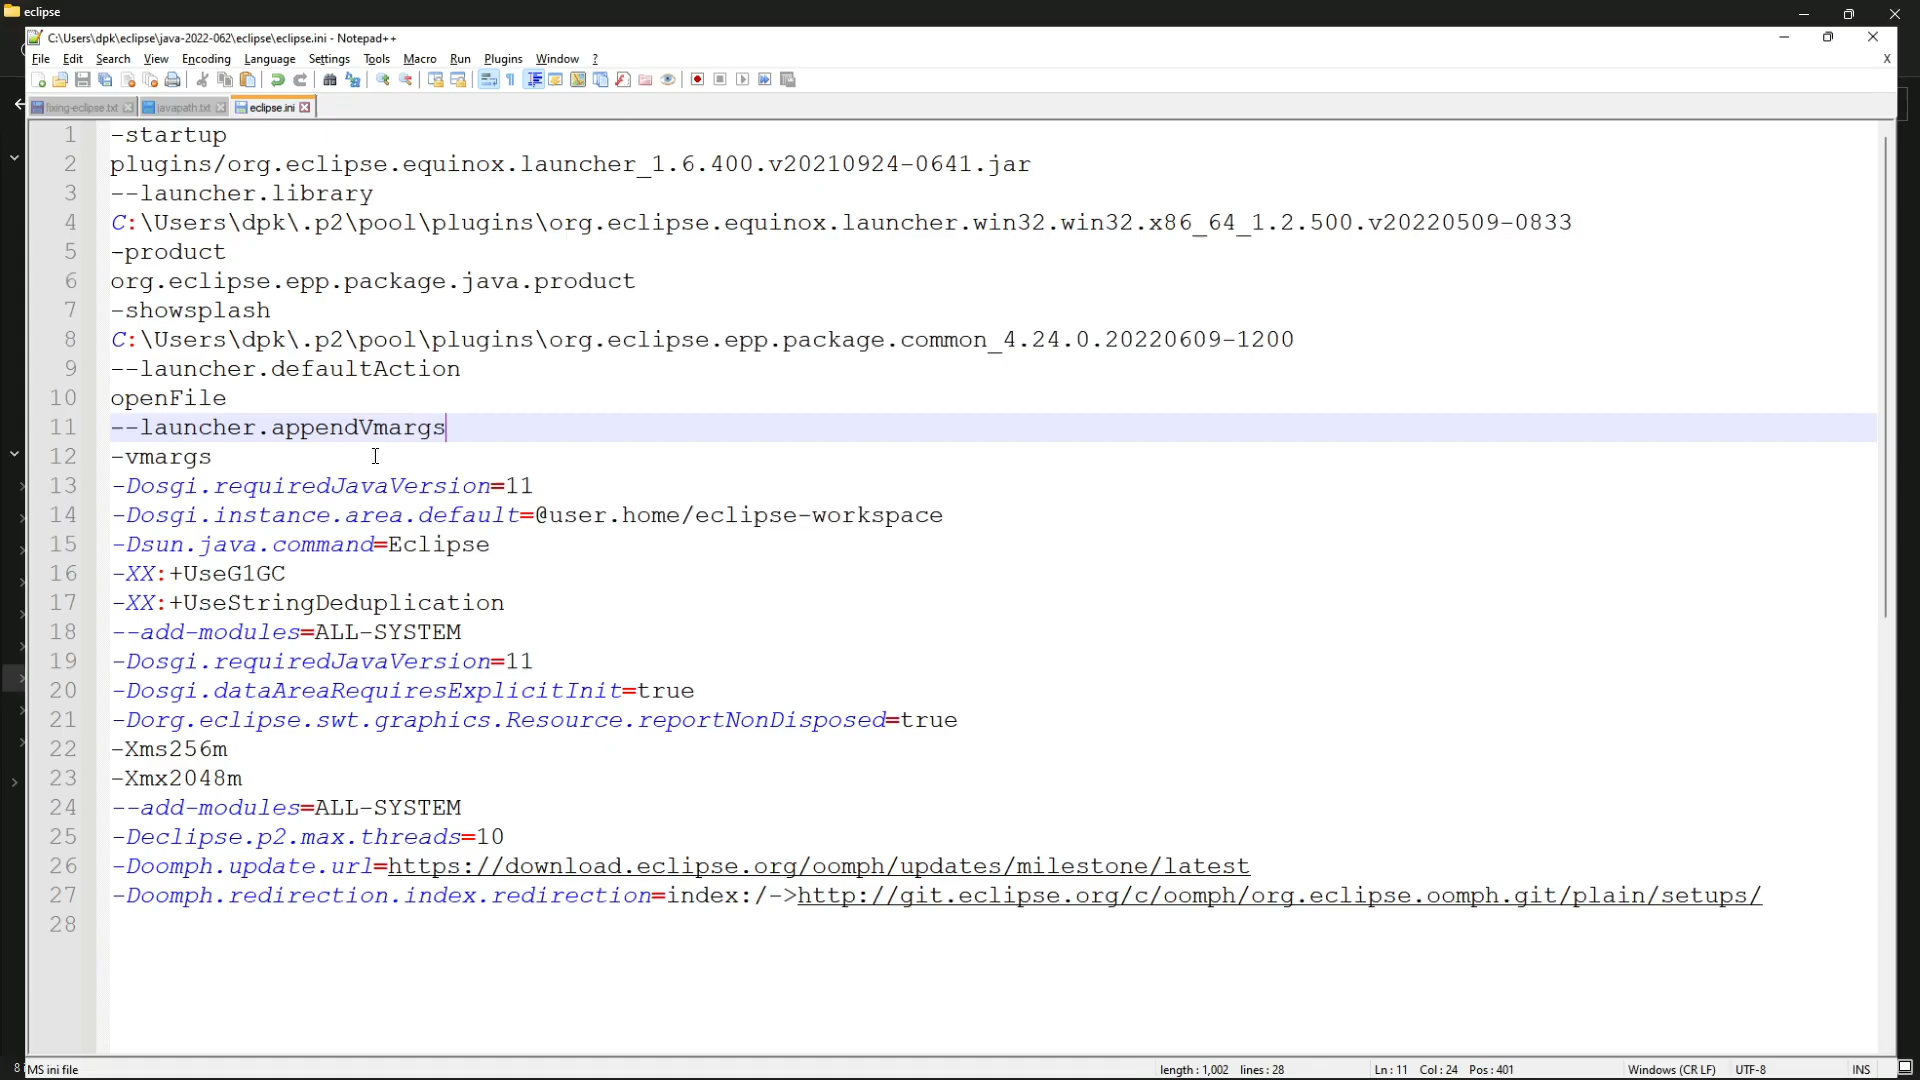 eclipse
C:\Users\dpk\eclipse\java-2022-062\eclipse\eclipse.ini - Notepad++
File Edit Search View Encoding Language Settings Tools Macro Run Plugins Window ?
X
fixing-eclipse.txt javapath.txt eclipse.ini
1 -startup
2 plugins/org.eclipse.equinox.launcher_1.6.400.v20210924-0641.jar
3 --launcher.library
4 C:\Users\dpk\.p2\pool\plugins\org.eclipse.equinox.launcher.win32.win32.x86_64_1.2.500.v20220509-0833
5 -product
6 org.eclipse.epp.package.java.product
7 -showsplash
8 C:\Users\dpk\.p2\pool\plugins\org.eclipse.epp.package.common_4.24.0.20220609-1200
9 --launcher.defaultAction
10 openFile
11 --launcher.appendVmargs
12 -vmargs
13 -Dosgi.requiredJavaVersion=11
14 -Dosgi.instance.area.default=@user.home/eclipse-workspace
15 -Dsun.java.command=Eclipse
16 -XX:+UseG1GC
17 -XX:+UseStringDeduplication
18 --add-modules=ALL-SYSTEM
19 -Dosgi.requiredJavaVersion=11
20 -Dosgi.dataAreaRequiresExplicitInit=true
21 -Dorg.eclipse.swt.graphics.Resource.reportNonDisposed=true
22 -Xms256m
23 -Xmx2048m
24 --add-modules=ALL-SYSTEM
25 -Declipse.p2.max.threads=10
26 -Doomph.update.url=https://download.eclipse.org/oomph/updates/milestone/latest
27 -Doomph.redirection.index.redirection=index:/->http://git.eclipse.org/c/oomph/org.eclipse.oomph.git/plain/setups/
28
8 MS ini file length : 1,002 lines : 28 Ln : 11 Col : 24 Pos : 401 Windows (CR LF) UTF-8 INS